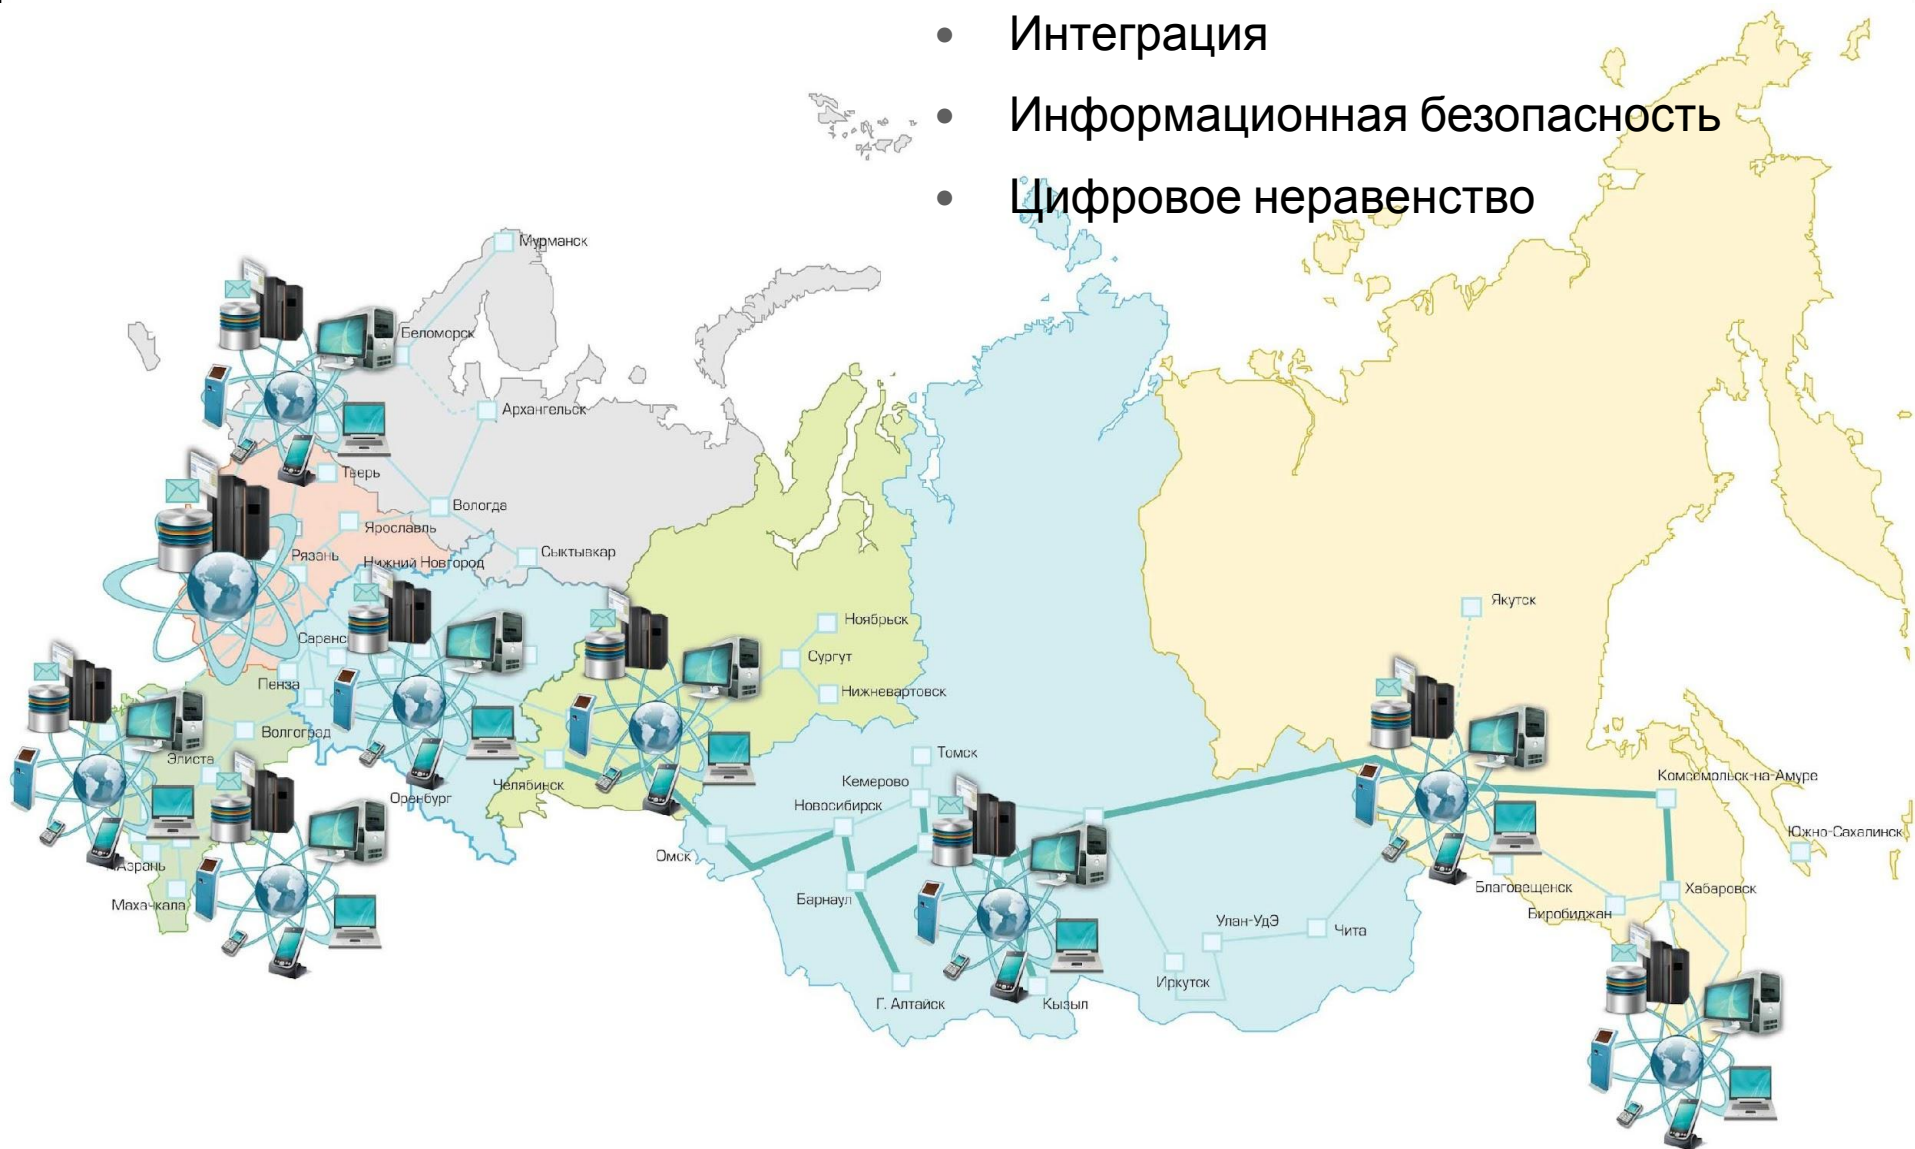 Интеграция
Информационная безопасность
Цифровое неравенство
Мурманск
Беломорск
Архангельск
Тверь
Вологда
Ярославль
Рязань
Нижний Новгород
Сыктывкар
Якутск
Ноябрьск
Саранс
Сургут
Пенза
Нижневартовск
Волгоград
Элиста
Томск
Челябинск
Кемерово
Комсомольск-на-Амуре
Оренбург
Новосибирск
Южно-Сахалинск
Омск
Азрань
Махачкала
Барнаул
Благовещенск
Хабаровск
Биробиджан
Улан-УдЭ
Чита
Иркутск
Г. Алтайск
Кызыл